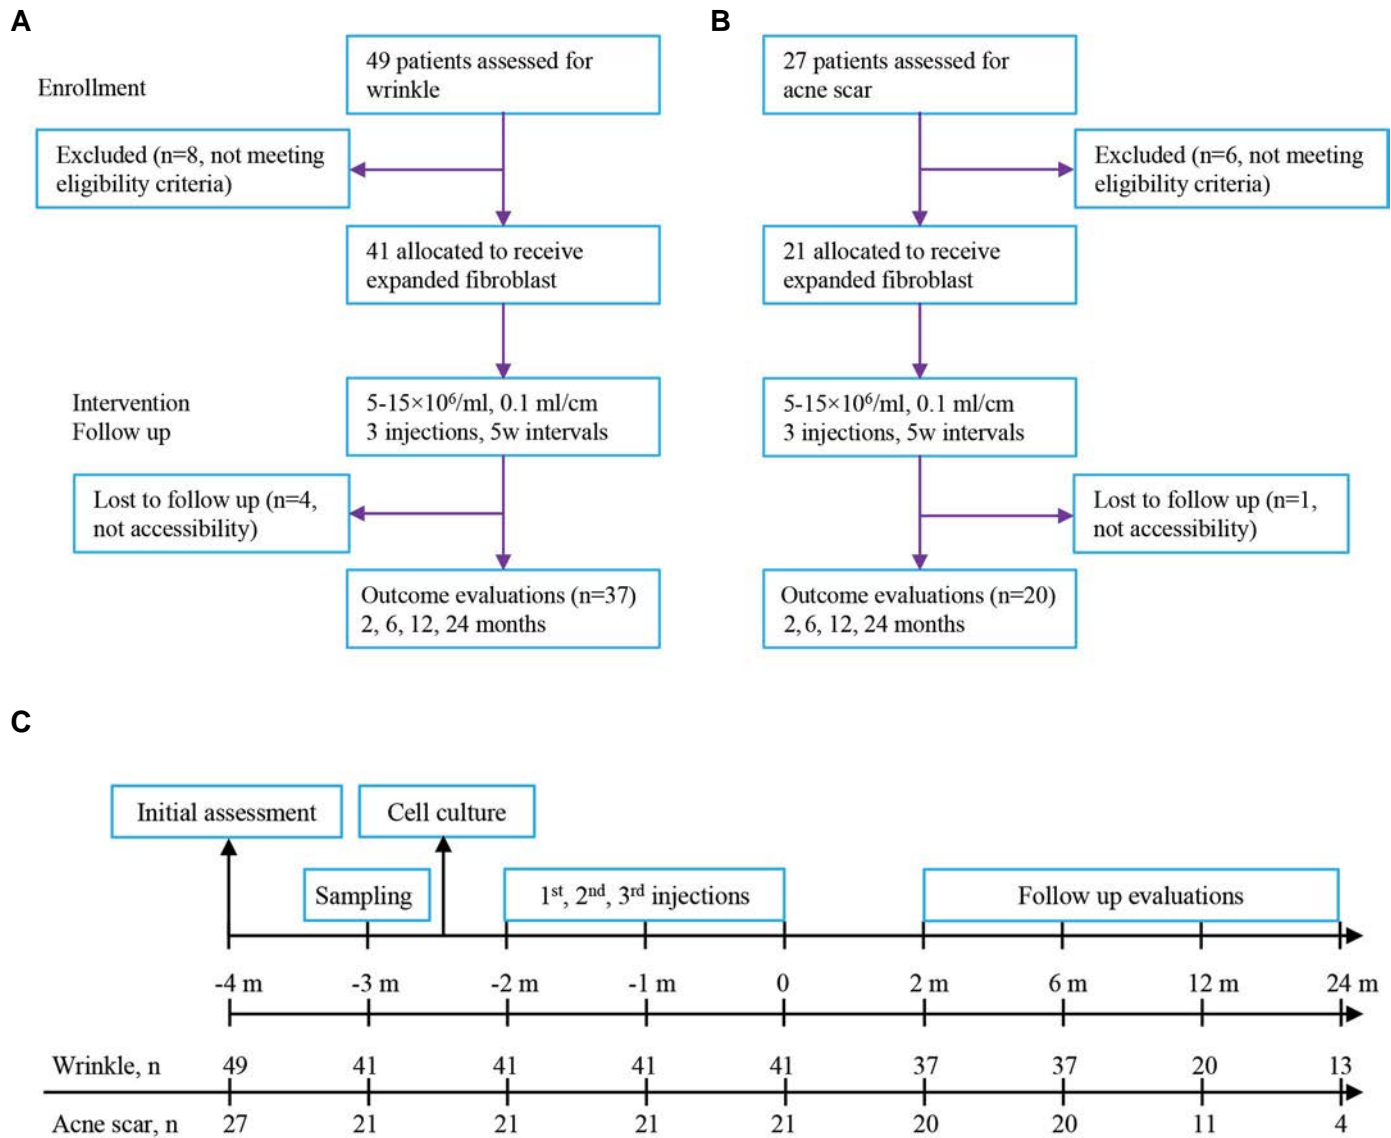 A
49 patients assessed for
wrinkle
Enrollment
Excluded (n=8, not meeting
eligibility criteria)
41 allocated to receive
expanded fibroblast
Intervention
Follow up
5-15×10⁶/ml, 0.1 ml/cm
3 injections, 5w intervals
Lost to follow up (n=4,
not accessibility)
Outcome evaluations (n=37)
2, 6, 12, 24 months
B
27 patients assessed for
acne scar
Excluded (n=6, not meeting
eligibility criteria)
21 allocated to receive
expanded fibroblast
5-15×10⁶/ml, 0.1 ml/cm
3 injections, 5w intervals
Lost to follow up (n=1,
not accessibility)
Outcome evaluations (n=20)
2, 6, 12, 24 months
C
Initial assessment
Cell culture
Sampling
1st, 2nd, 3rd injections
Follow up evaluations
-4 m -3 m -2 m -1 m 0 2 m 6 m 12 m 24 m
Wrinkle, n 49 41 41 41 41 37 37 20 13
Acne scar, n 27 21 21 21 21 20 20 11 4